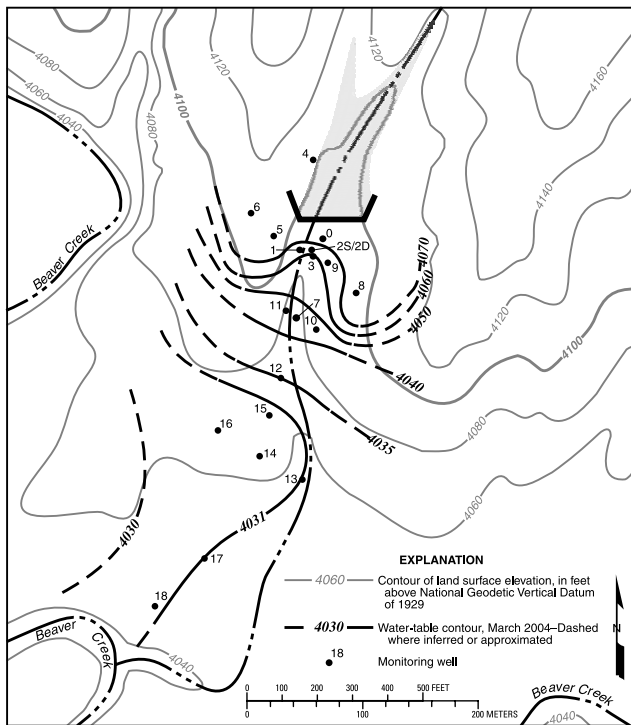 4080
4060
4040
4080
4100
4120
4120
4160
4140
4120
4100
4080
4060
Beaver Creek
4
6
5
0
1
2S/2D
3
9
8
4070
4060
4050
11
7
10
4040
12
4035
15
16
14
13
4031
4030
17
18
Beaver
Creek
4040
EXPLANATION
4060 Contour of land surface elevation, in feet
above National Geodetic Vertical Datum
of 1929
4030 Water-table contour, March 2004–Dashed
where inferred or approximated
18
Monitoring well
N
0 100 200 300 400 500 FEET
0 100 200 METERS
Beaver Creek
4040